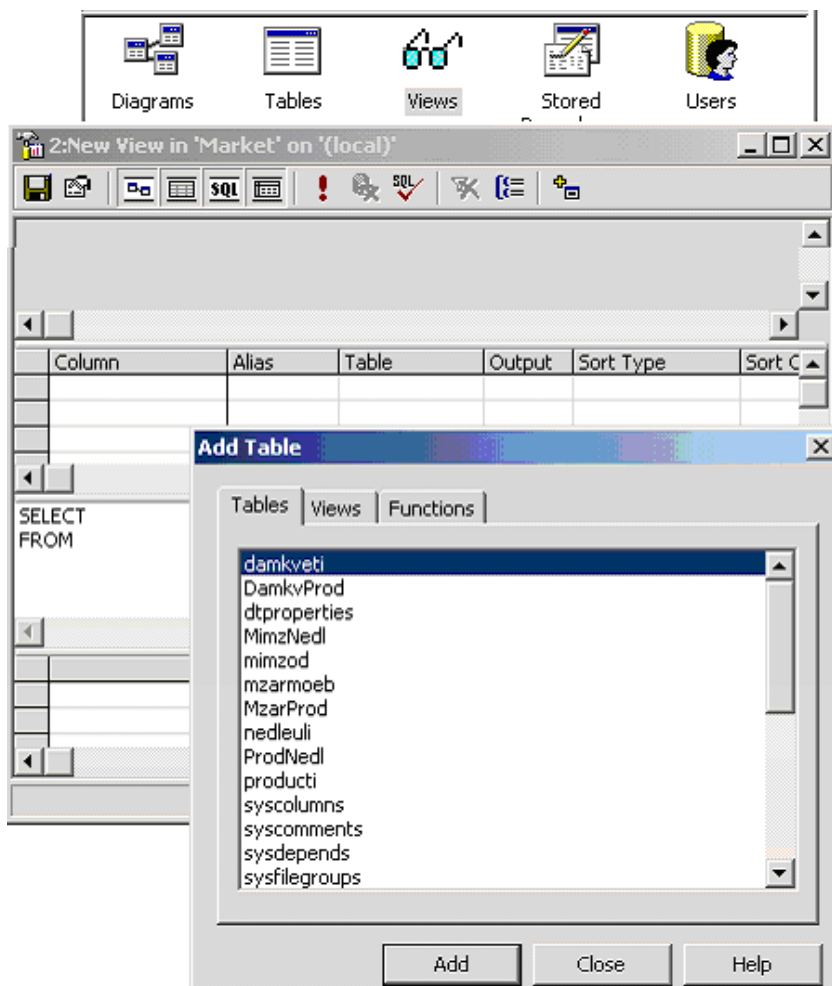 Diagrams Tables Views Stored Users
2:New View in 'Market' on '(local)'
SQL SQL
Column Alias Table Output Sort Type Sort
SELECT
FROM
Add Table
Tables Views Functions
damkveti
DamkvProd
dtproperties
MimzNedl
mimzod
mzarmoeb
MzarProd
nedleuli
ProdNedl
producti
syscolumns
syscomments
sysdepends
sysfilegroups
Add Close Help